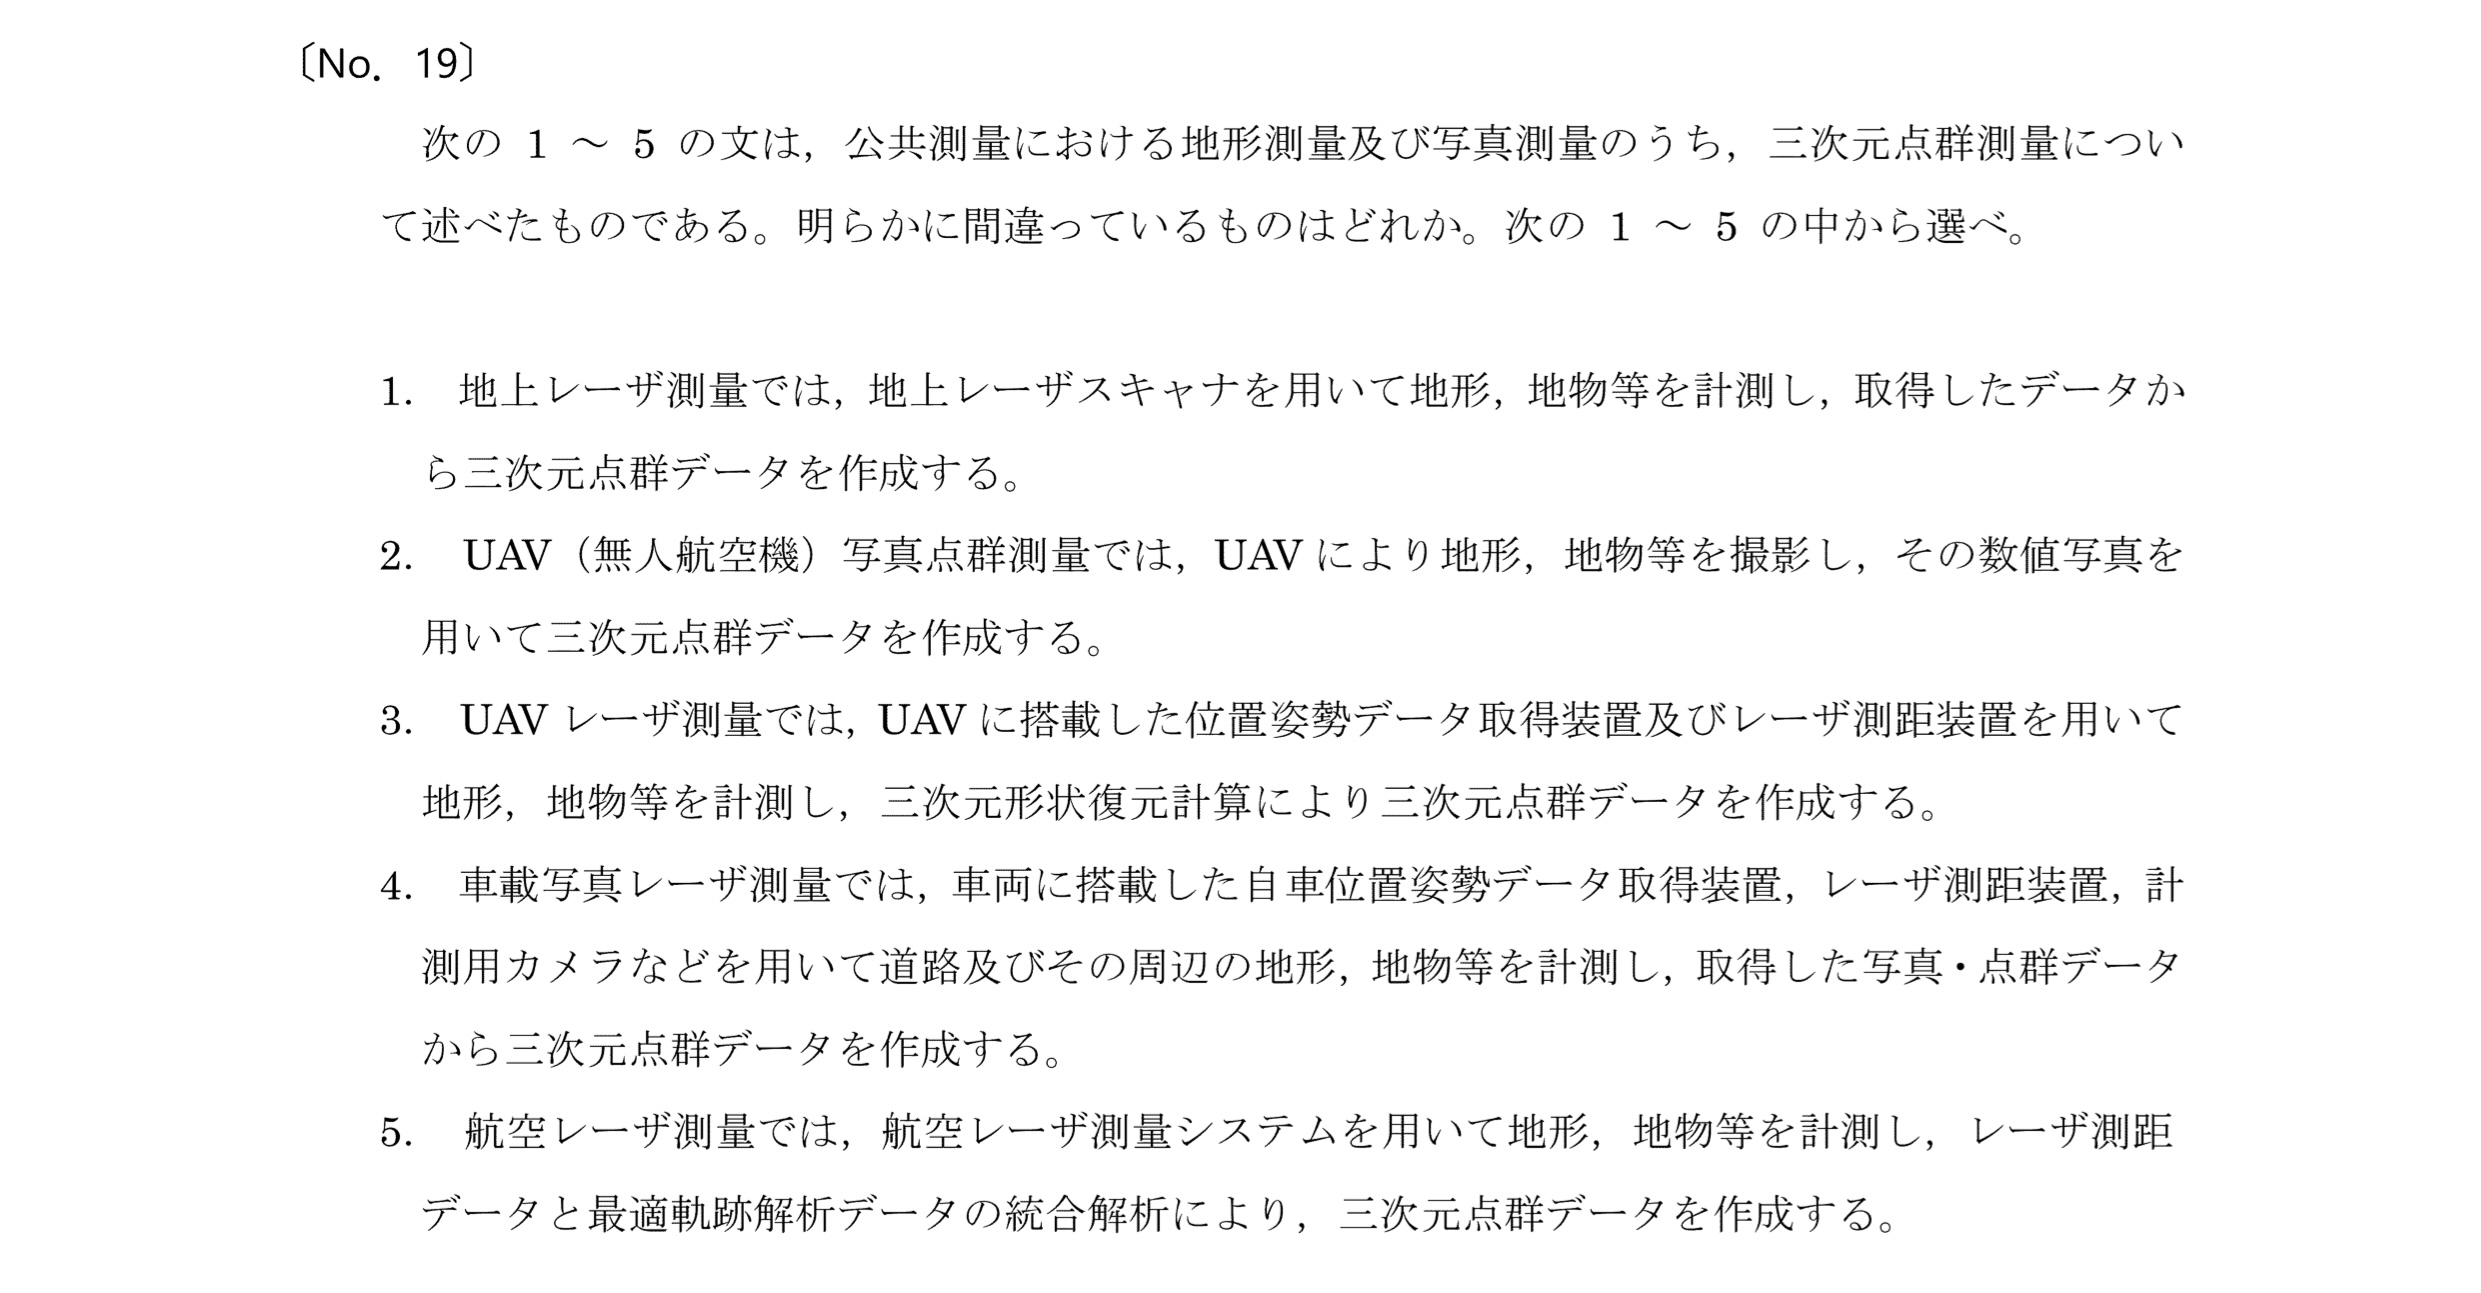 〔No. 19〕
次の 1 ～ 5 の文は，公共測量における地形測量及び写真測量のうち，三次元点群測量につい
て述べたものである。明らかに間違っているものはどれか。次の 1 ～ 5 の中から選べ。
1. 地上レーザ測量では，地上レーザスキャナを用いて地形，地物等を計測し，取得したデータか
ら三次元点群データを作成する。
2. UAV（無人航空機）写真点群測量では，UAV により地形，地物等を撮影し，その数値写真を
用いて三次元点群データを作成する。
3. UAV レーザ測量では，UAV に搭載した位置姿勢データ取得装置及びレーザ測距装置を用いて
地形，地物等を計測し，三次元形状復元計算により三次元点群データを作成する。
4. 車載写真レーザ測量では，車両に搭載した自車位置姿勢データ取得装置，レーザ測距装置，計
測用カメラなどを用いて道路及びその周辺の地形，地物等を計測し，取得した写真・点群データ
から三次元点群データを作成する。
5. 航空レーザ測量では，航空レーザ測量システムを用いて地形，地物等を計測し，レーザ測距
データと最適軌跡解析データの統合解析により，三次元点群データを作成する。